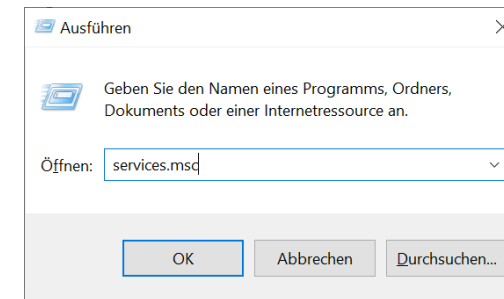 Ausführen
Geben Sie den Namen eines Programms, Ordners,
Dokuments oder einer Internetressource an.
Öffnen: services.msc
OK Abbrechen Durchsuchen...